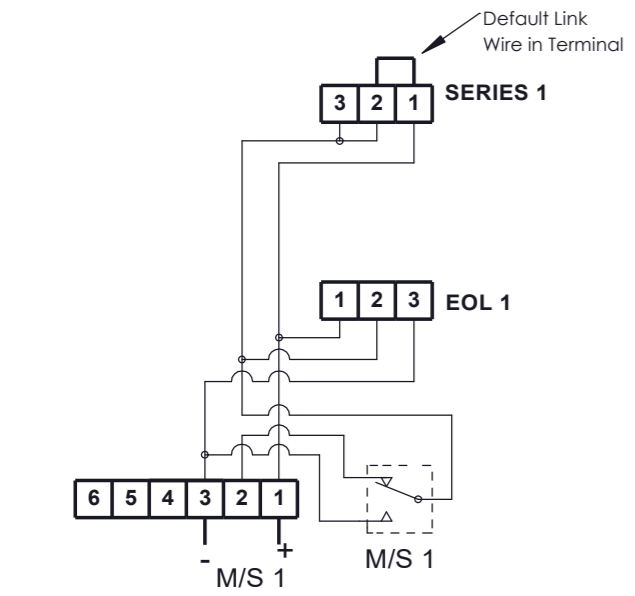 Default Link
Wire in Terminal
3 2 1 SERIES 1
1 2 3 EOL 1
6 5 4 3 2 1
- +
M/S 1
M/S 1